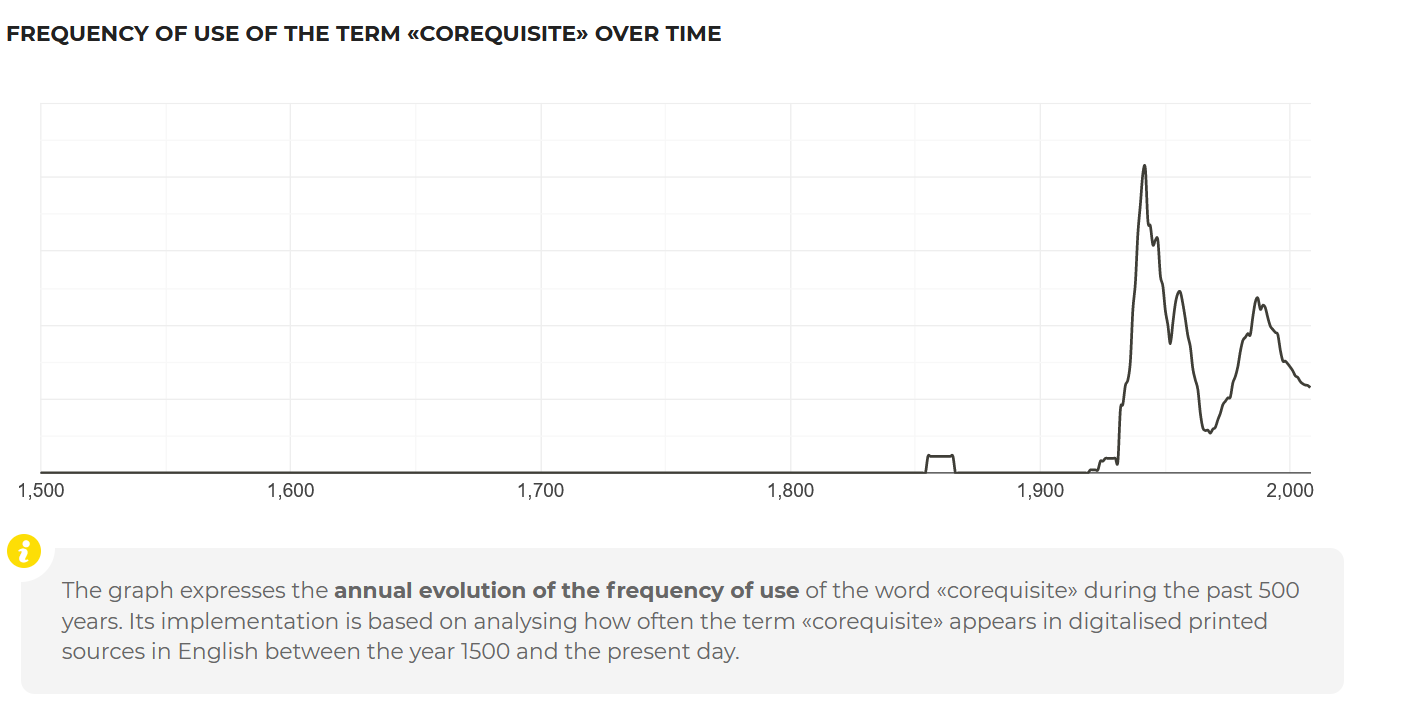 FREQUENCY OF USE OF THE TERM «COREQUISITE» OVER TIME
1,500 1,600 1,700 1,800 1,900 2,000
The graph expresses the annual evolution of the frequency of use of the word «corequisite» during the past 500
years. Its implementation is based on analysing how often the term «corequisite» appears in digitalised printed
sources in English between the year 1500 and the present day.